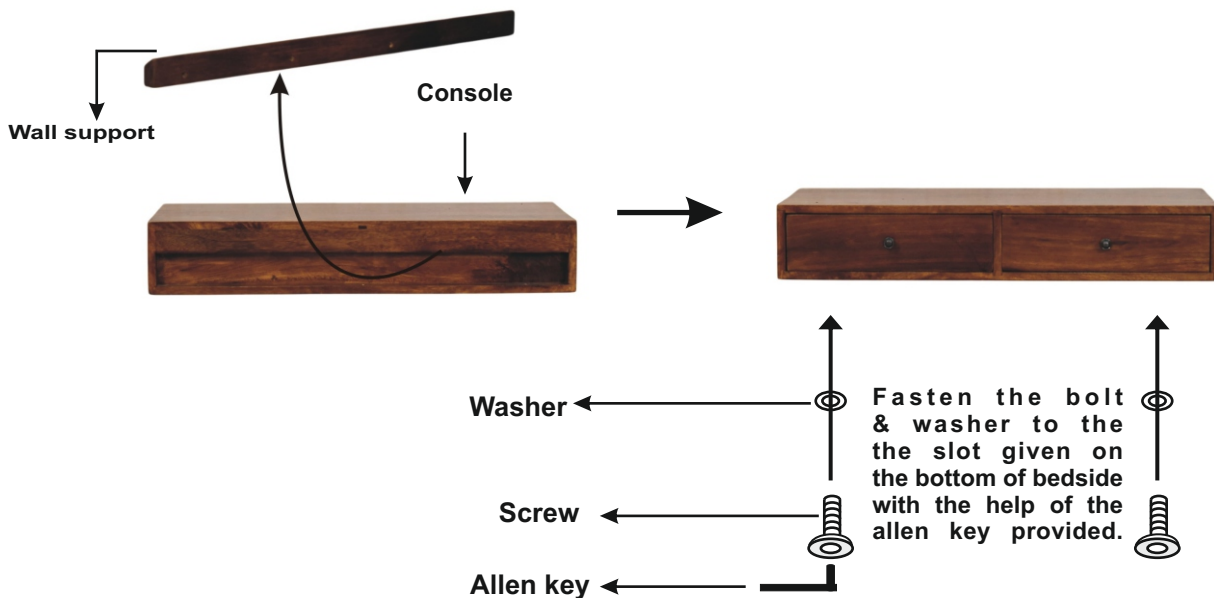 Console
Wall support
Washer
Fasten the bolt
& washer to the
the slot given on
the bottom of bedside
with the help of the
allen key provided.
Screw
Allen key